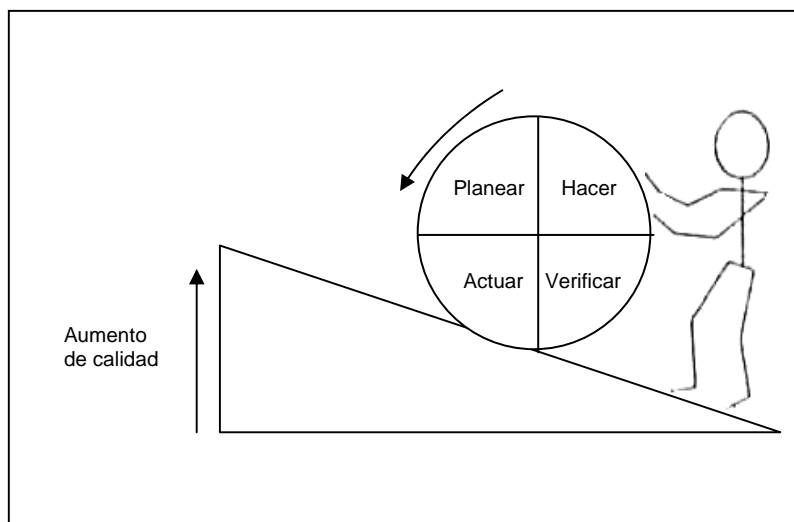 Planear
Hacer
Actuar
Verificar
Aumento
de calidad